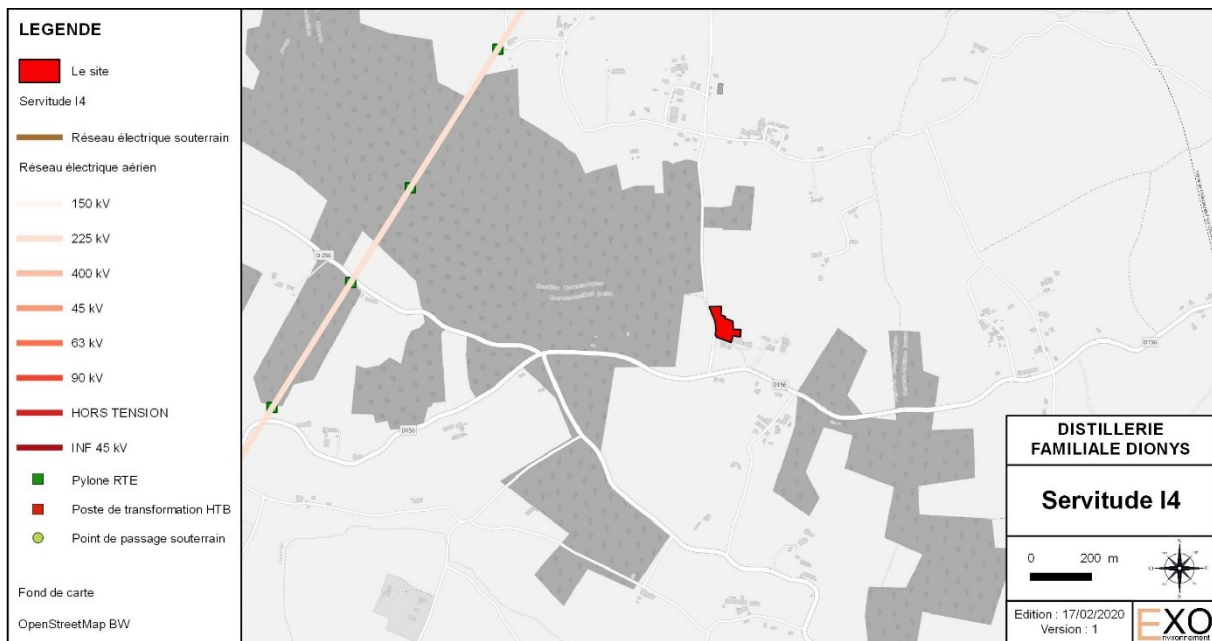 LEGENDE
Le site
Servitude I4
Réseau électrique souterrain
Réseau électrique aérien
150 kV
225 kV
400 kV
45 kV
63 kV
90 kV
HORS TENSION
INF 45 kV
Pylone RTE
Poste de transformation HTB
Point de passage souterrain
Fond de carte
OpenStreetMap BW
D 256
D156
D156
D156
DISTILLERIE
FAMILIALE DIONYS
Servitude I4
0 200 m
N
O E
S
Edition : 17/02/2020
Version : 1
EXO
environnement